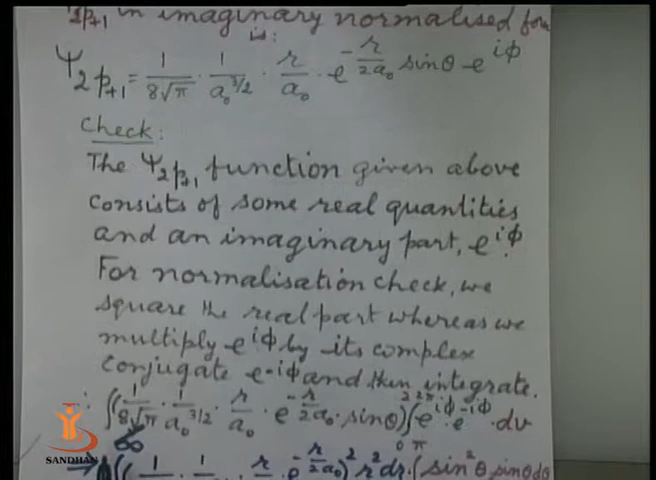 2p+1 in imaginary normalised form
is:
Ψ2p+1 = 1/8√π · 1/a₀^3/2 · r/a₀ · e^-r/2a₀ sinθ e^iφ
Check:
The Ψ2p+1 function given above
consists of some real quantities
and an imaginary part, e^iφ.
For normalisation check, we
square the real part whereas we
multiply e^iφ by its complex
conjugate e^-iφ and then integrate.
∴ ∫(1/8√π · 1/a₀^3/2 · r/a₀ · e^-r/2a₀ · sinθ)² ∫ e^iφ · e^-iφ · dv
SANDHAN